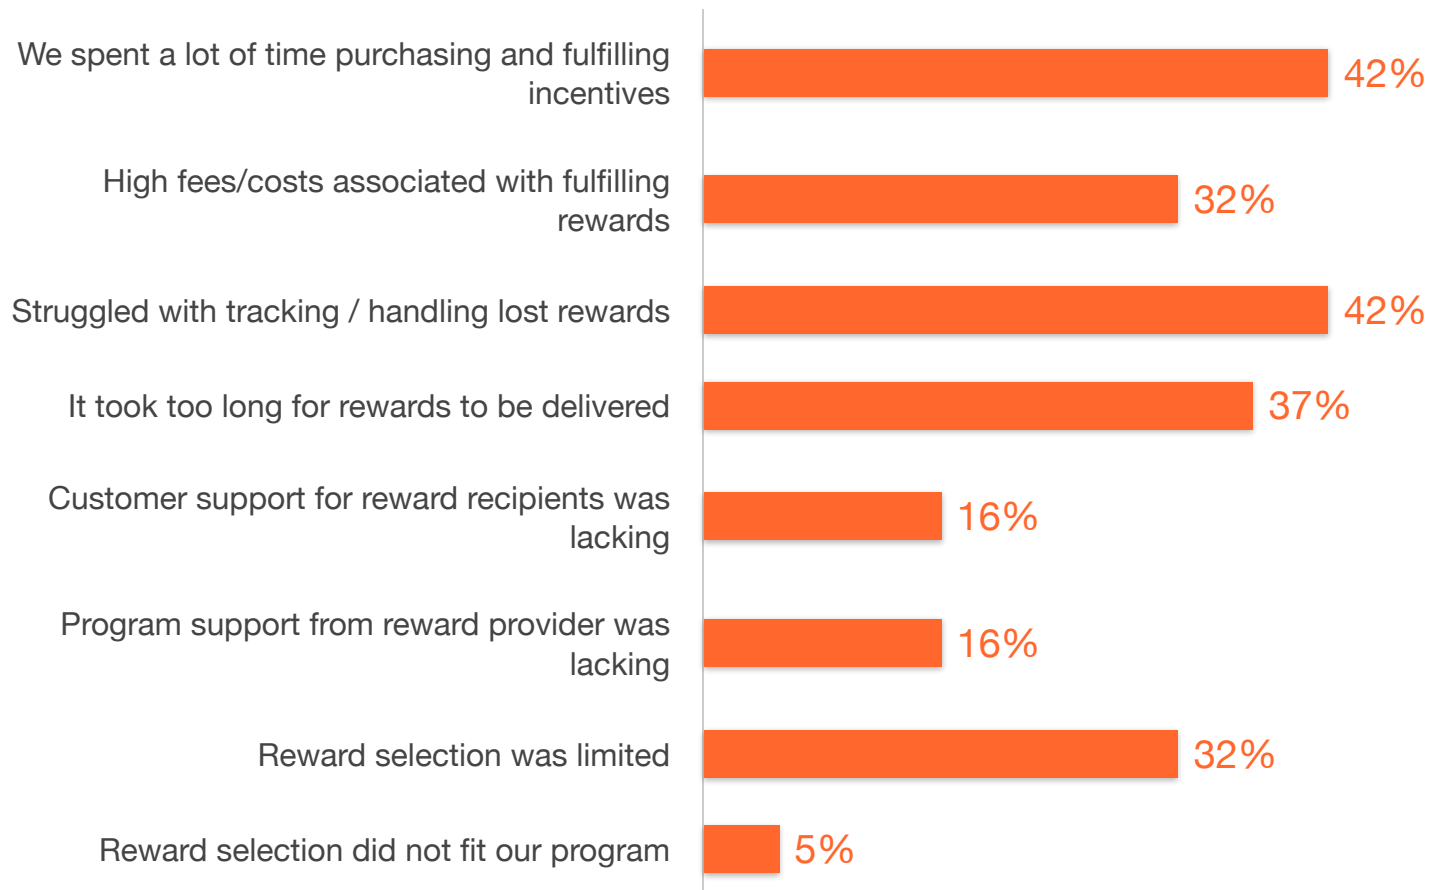 We spent a lot of time purchasing and fulfilling
incentives
42%
High fees/costs associated with fulfilling
rewards
32%
Struggled with tracking / handling lost rewards
42%
It took too long for rewards to be delivered
37%
Customer support for reward recipients was
lacking
16%
Program support from reward provider was
lacking
16%
Reward selection was limited
32%
Reward selection did not fit our program
5%